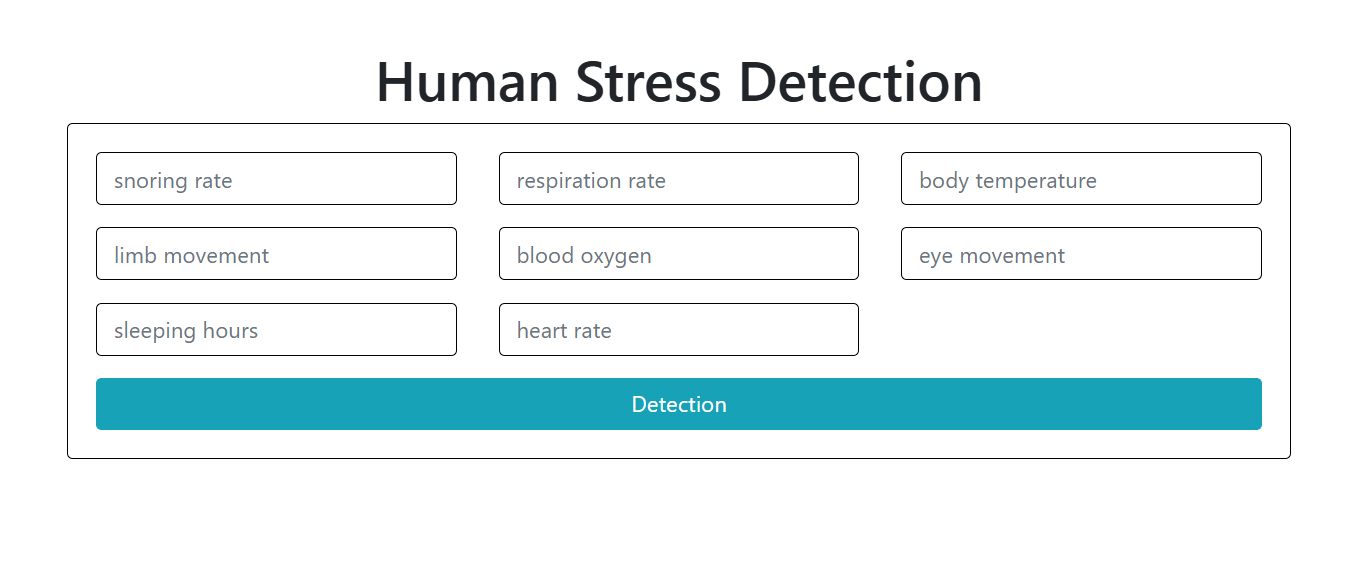 Human Stress Detection
snoring rate
respiration rate
body temperature
limb movement
blood oxygen
eye movement
sleeping hours
heart rate
Detection